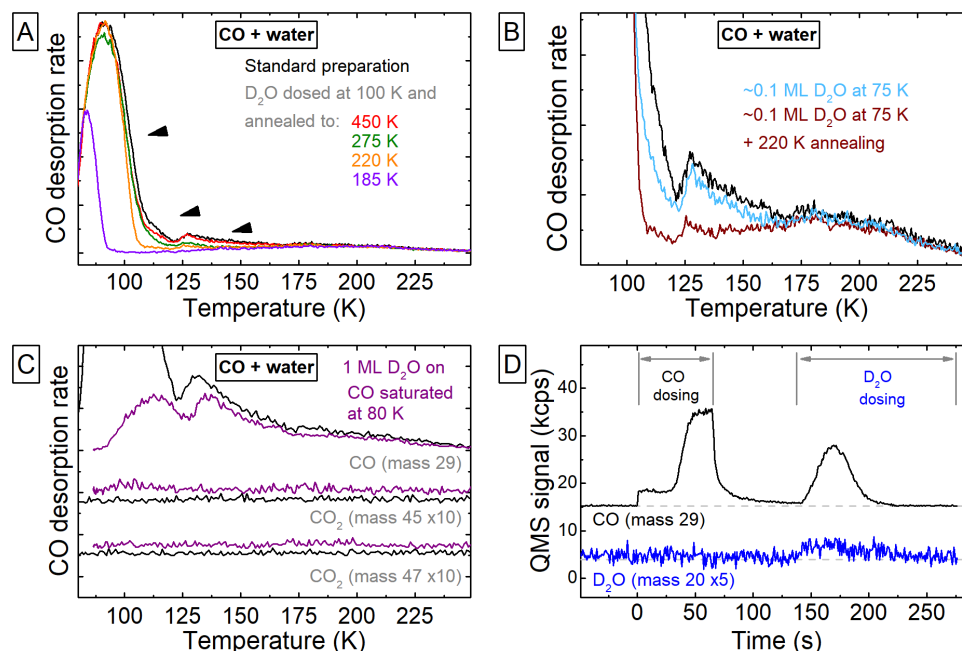 A
CO + water
Standard preparation
D₂O dosed at 100 K and
annealed to: 450 K
275 K
220 K
185 K
CO desorption rate
100 125 150 175 200 225
Temperature (K)
B
CO + water
~0.1 ML D₂O at 75 K
~0.1 ML D₂O at 75 K
+ 220 K annealing
CO desorption rate
75 100 125 150 175 200 225
Temperature (K)
C
CO + water
1 ML D₂O on
CO saturated
at 80 K
CO (mass 29)
CO₂ (mass 45 x10)
CO₂ (mass 47 x10)
CO desorption rate
100 125 150 175 200 225
Temperature (K)
D
CO
dosing
D₂O
dosing
40
30
20
10
0
QMS signal (kcps)
CO (mass 29)
D₂O (mass 20 x5)
-50 0 50 100 150 200 250
Time (s)